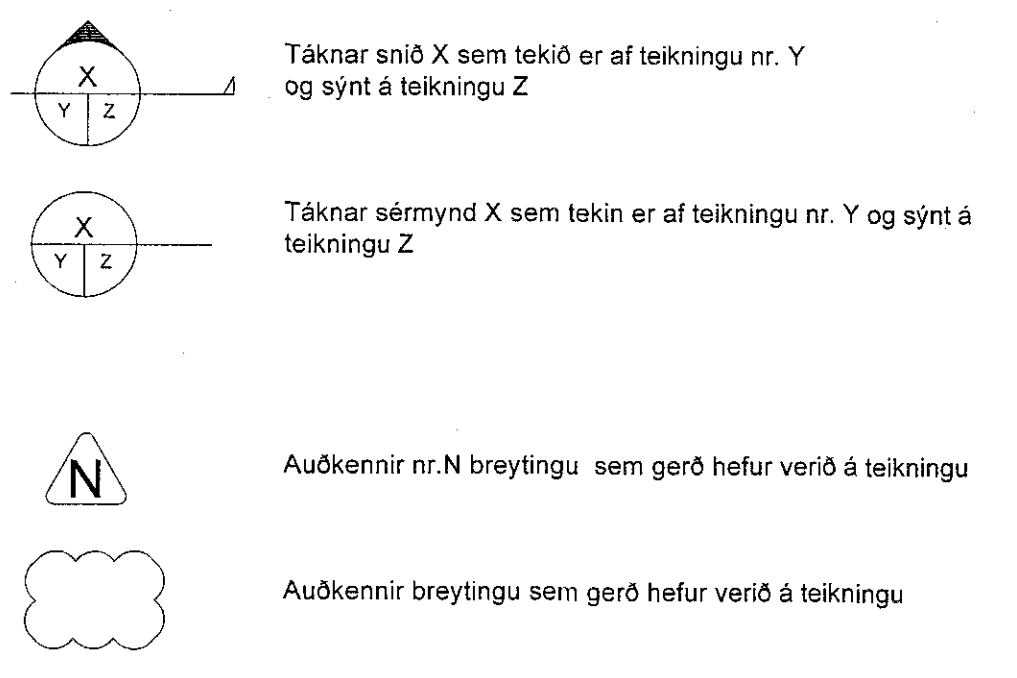 X
Y Z
Táknar snið X sem tekið er af teikningu nr. Y
og sýnt á teikningu Z
X
Y Z
Táknar sérmynd X sem tekin er af teikningu nr. Y og sýnt á
teikningu Z
N
Auðkennir nr.N breytingu sem gerð hefur verið á teikningu
Auðkennir breytingu sem gerð hefur verið á teikningu